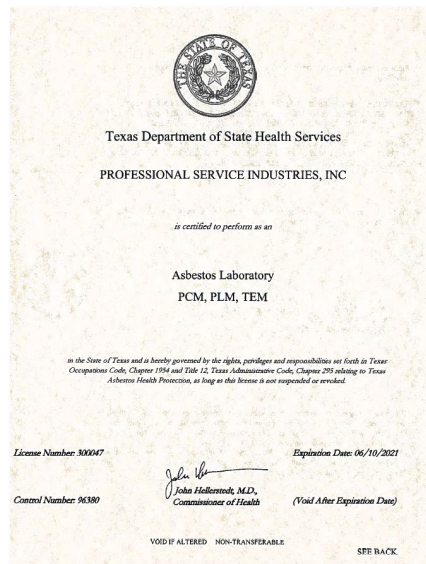 THE STATE OF TEXAS
Texas Department of State Health Services
PROFESSIONAL SERVICE INDUSTRIES, INC
is certified to perform as an
Asbestos Laboratory
PCM, PLM, TEM
in the State of Texas and is hereby governed by the rights, privileges and responsibilities set forth in Texas
Occupations Code, Chapter 1954 and Title 12, Texas Administrative Code, Chapter 295 relating to Texas
Asbestos Health Protection, as long as this license is not suspended or revoked.
License Number: 300047
Expiration Date: 06/10/2021
John Hellerstedt, M.D.,
Commissioner of Health
Control Number: 96380
(Void After Expiration Date)
VOID IF ALTERED NON-TRANSFERABLE
SEE BACK